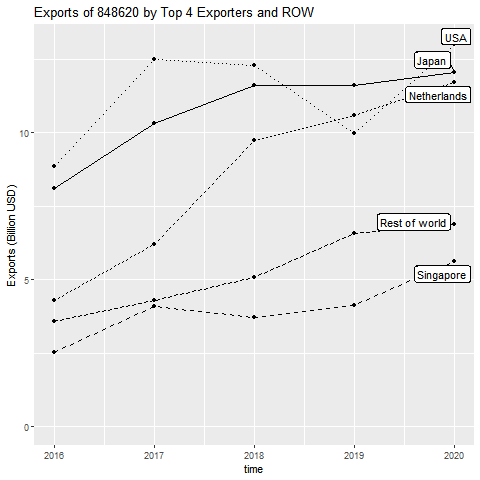 Exports of 848620 by Top 4 Exporters and ROW
USA
Japan
Netherlands
10
Rest of world
5
Singapore
0
Exports (Billion USD)
2016 2017 2018 2019 2020
time